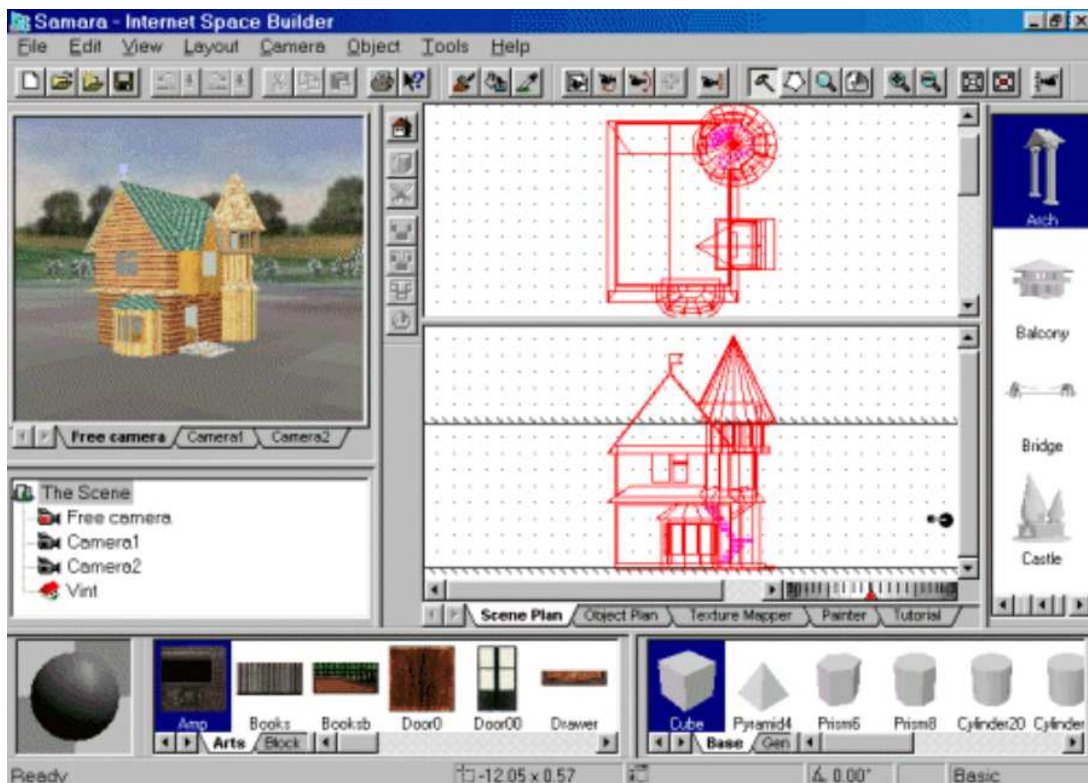 Samara - Internet Space Builder
File Edit View Layout Camera Object Tools Help
Arch
Balcony
Bridge
Castle
Free camera Camera1 Camera2
The Scene
Free camera
Camera1
Camera2
Vint
Scene Plan Object Plan Texture Mapper Painter Tutorial
Amp Books Booksb Door0 Door00 Drawer
Arts Block
Cube Pyramid4 Prism6 Prism8 Cylinder20 Cylinder
Base Gen
Ready -12.05 x 0.57 0.00° Basic